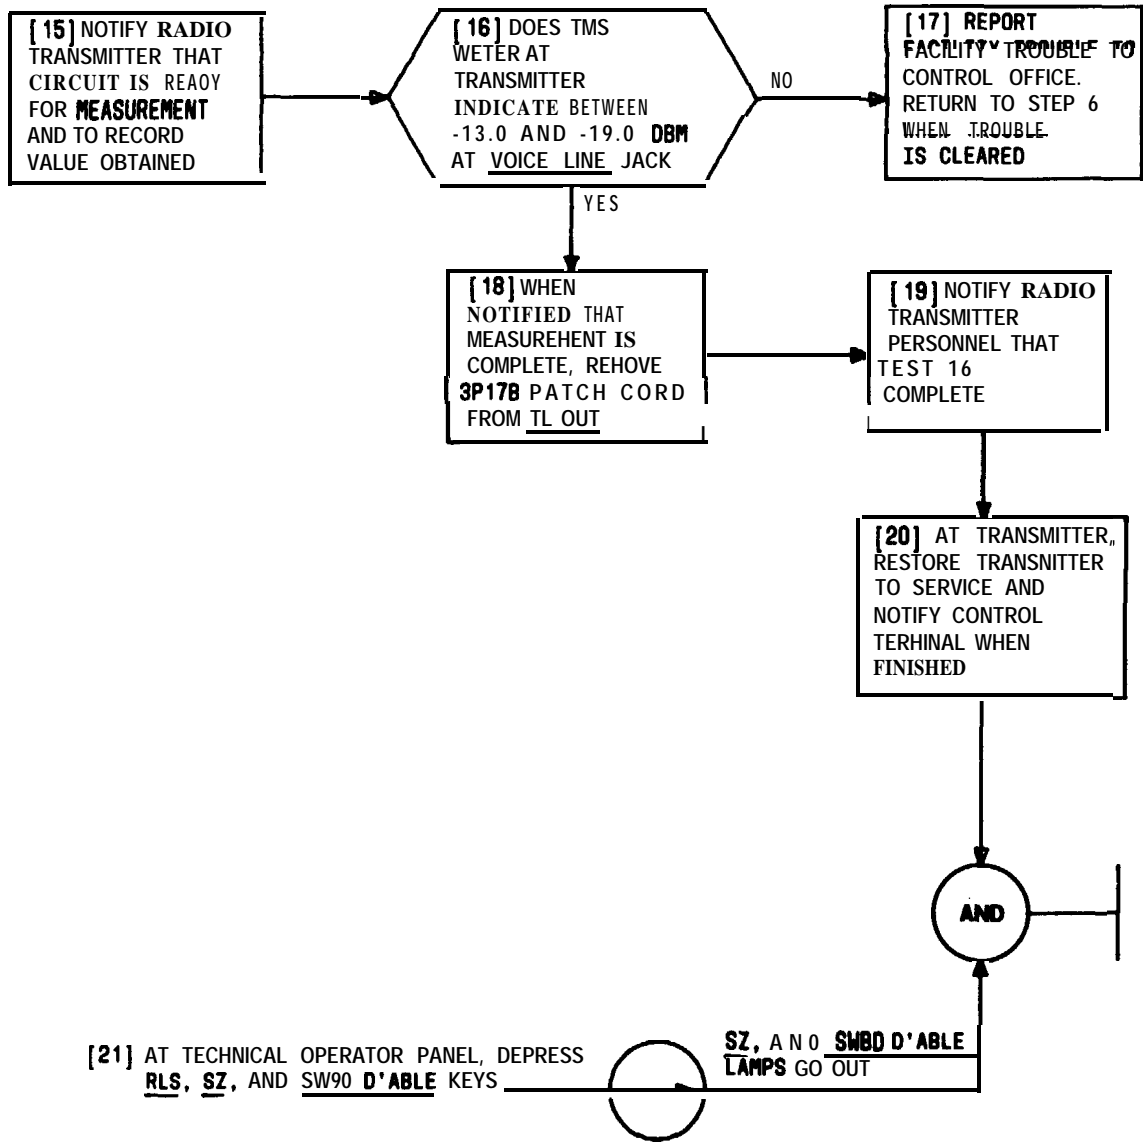 [15] NOTIFY RADIO
TRANSMITTER THAT
CIRCUIT IS REAOY
FOR MEASUREMENT
AND TO RECORD
VALUE OBTAINED
[16] DOES TMS
WETER AT
TRANSMITTER
INDICATE BETWEEN
-13.0 AND -19.0 DBM
AT VOICE LINE JACK
NO
[17] REPORT
FACILITY TROUBLE TO
CONTROL OFFICE.
RETURN TO STEP 6
WHEN TROUBLE
IS CLEARED
YES
[18] WHEN
NOTIFIED THAT
MEASUREHENT IS
COMPLETE, REHOVE
3P17B PATCH CORD
FROM TL OUT
[19] NOTIFY RADIO
TRANSMITTER
PERSONNEL THAT
TEST 16
COMPLETE
[20] AT TRANSMITTER,,
RESTORE TRANSNITTER
TO SERVICE AND
NOTIFY CONTROL
TERHINAL WHEN
FINISHED
AND
[21] AT TECHNICAL OPERATOR PANEL, DEPRESS
RLS, SZ, AND SW90 D'ABLE KEYS
SZ, AN0 SWBD D'ABLE
LAMPS GO OUT